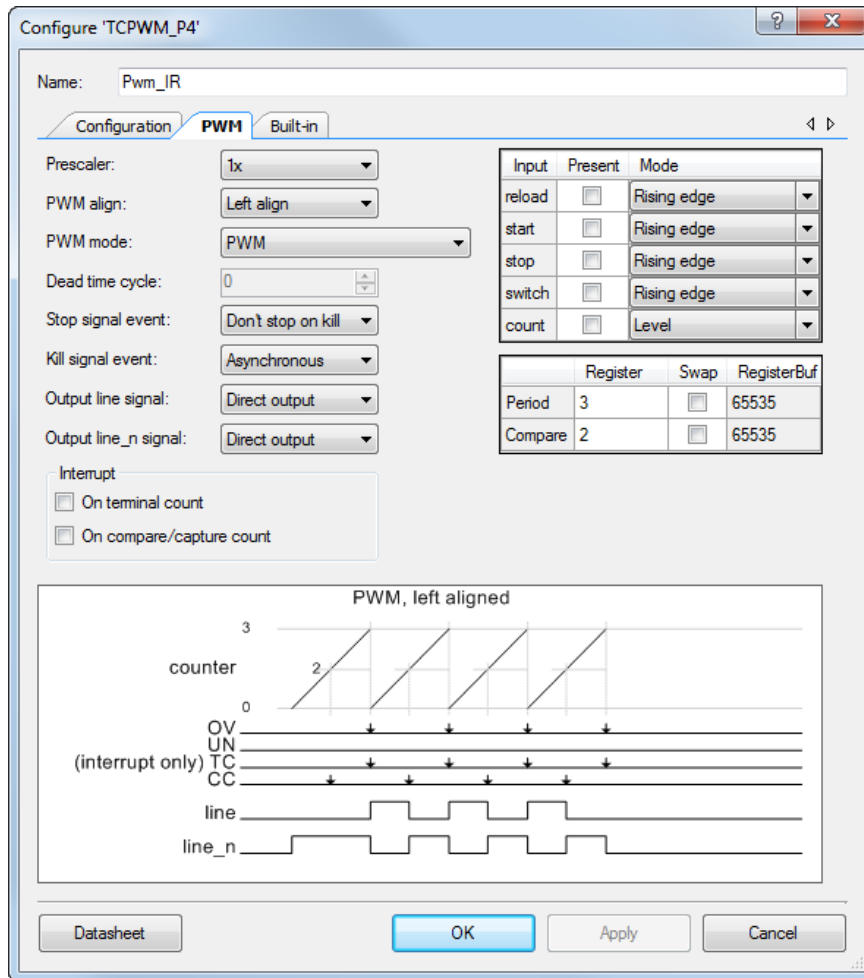 Configure 'TCPWM_P4'
Name: Pwm_IR
Configuration PWM Built-in
Prescaler: 1x
PWM align: Left align
PWM mode: PWM
Dead time cycle: 0
Stop signal event: Don't stop on kill
Kill signal event: Asynchronous
Output line signal: Direct output
Output line_n signal: Direct output
Interrupt
On terminal count
On compare/capture count
Input Present Mode
reload Rising edge
start Rising edge
stop Rising edge
switch Rising edge
count Level
Register Swap RegisterBuf
Period 3 65535
Compare 2 65535
PWM, left aligned
3
counter 2
0
OV
UN
(interrupt only) TC
CC
line
line_n
Datasheet OK Apply Cancel